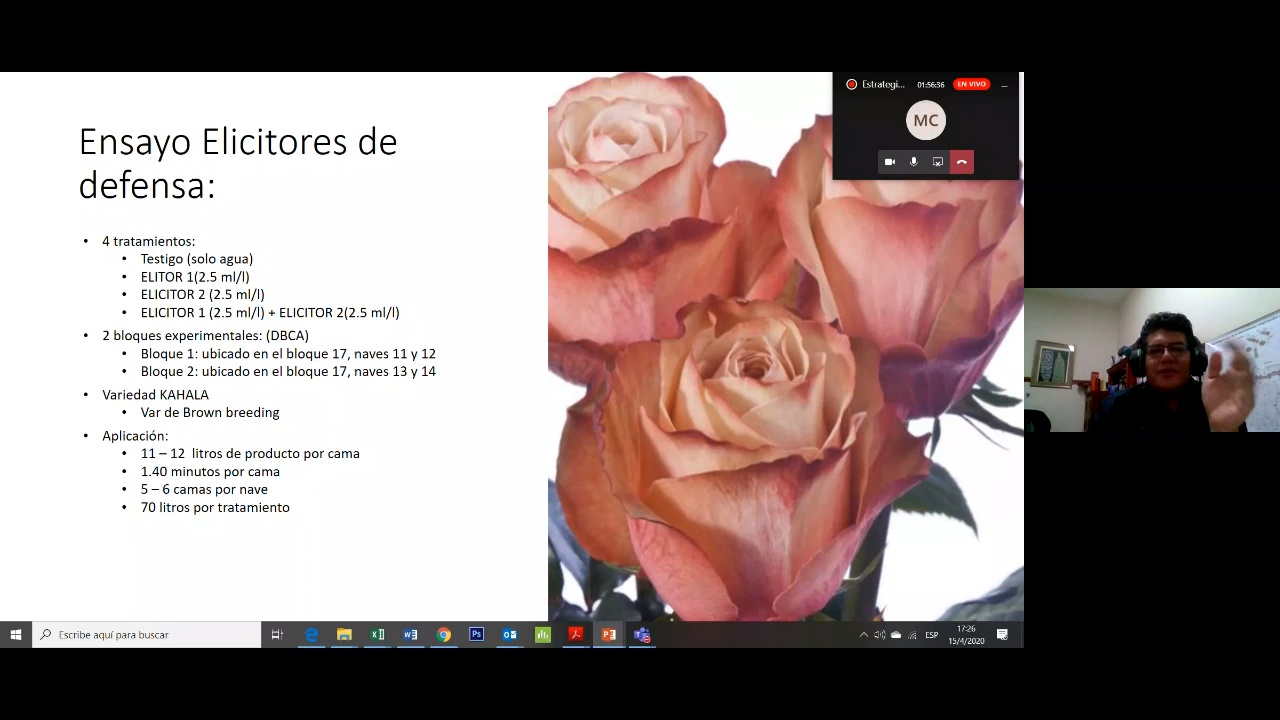 Ensayo Elicitores de
defensa:
• 4 tratamientos:
• Testigo (solo agua)
• ELITOR 1(2.5 ml/l)
• ELICITOR 2 (2.5 ml/l)
• ELICITOR 1 (2.5 ml/l) + ELICITOR 2(2.5 ml/l)
• 2 bloques experimentales: (DBCA)
• Bloque 1: ubicado en el bloque 17, naves 11 y 12
• Bloque 2: ubicado en el bloque 17, naves 13 y 14
• Variedad KAHALA
• Var de Brown breeding
• Aplicación:
• 11 – 12 litros de producto por cama
• 1.40 minutos por cama
• 5 – 6 camas por nave
• 70 litros por tratamiento
Estrategi... 01:56:36 EN VIVO
MC
Escribe aquí para buscar
ESP
17:26
15/4/2020